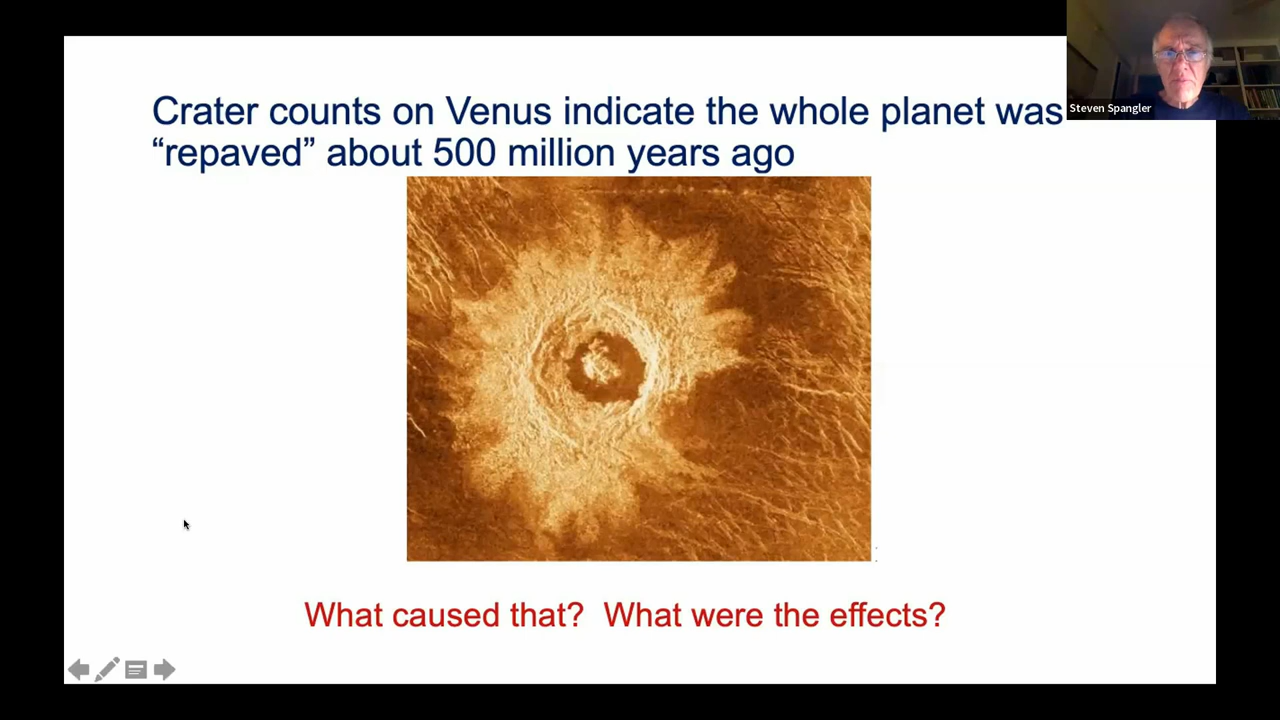 Crater counts on Venus indicate the whole planet was
“repaved” about 500 million years ago
Steven Spangler
What caused that?  What were the effects?